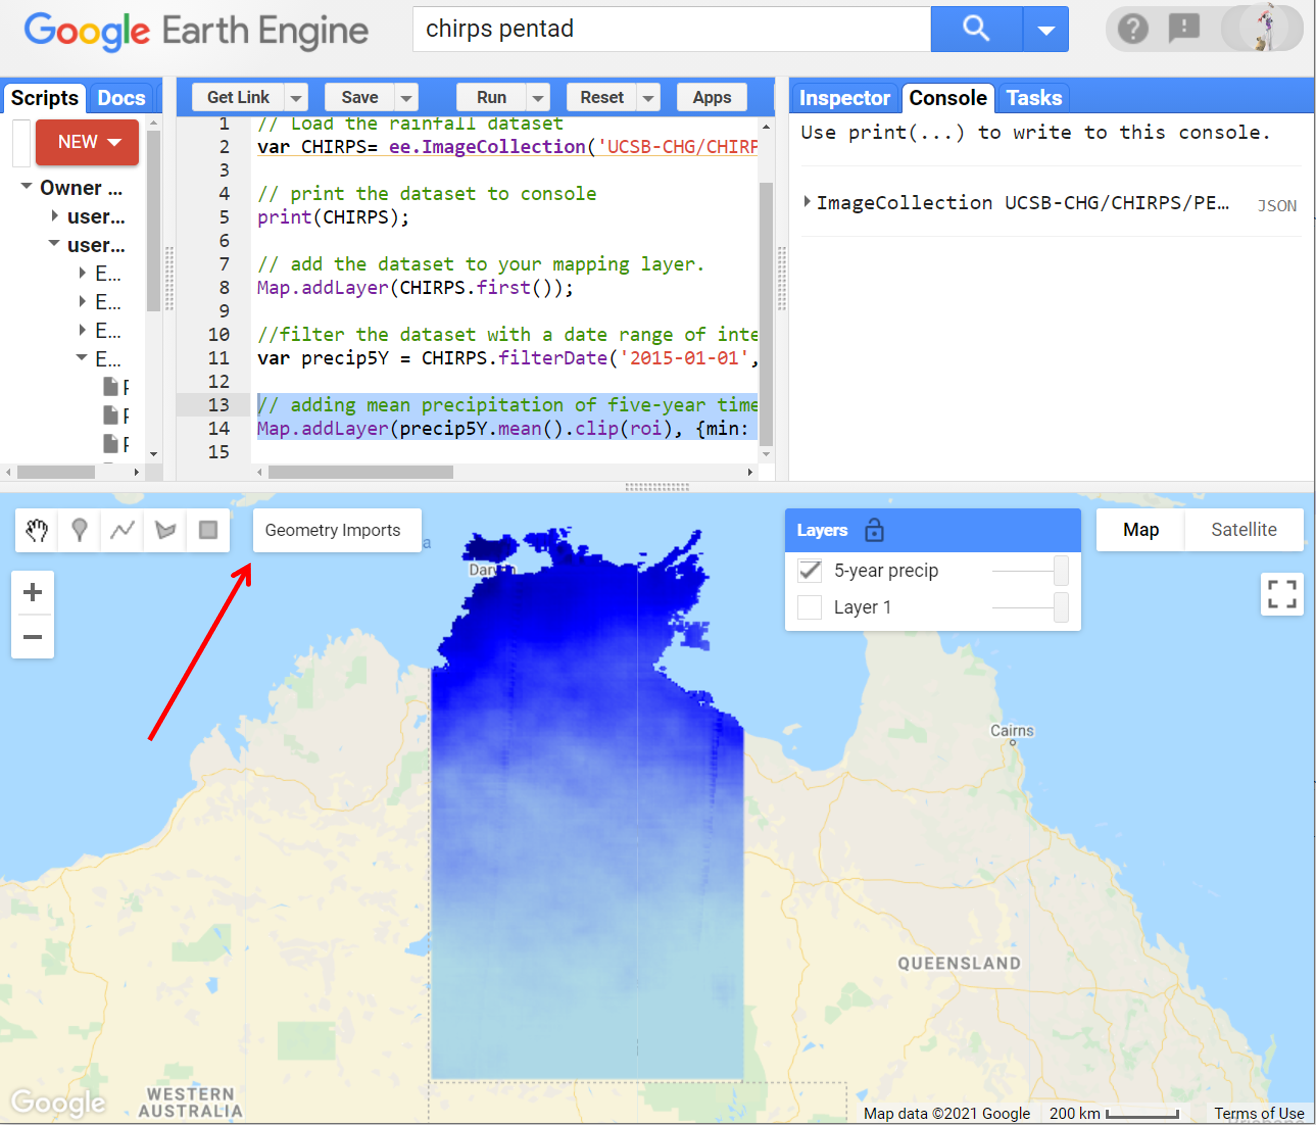 Google Earth Engine
chirps pentad
Scripts Docs
NEW
Owner ...
user...
user...
E...
E...
E...
E...
F
F
F
Get Link Save Run Reset Apps
1 // Load the rainfall dataset
2 var CHIRPS= ee.ImageCollection('UCSB-CHG/CHIRP
3
4 // print the dataset to console
5 print(CHIRPS);
6
7 // add the dataset to your mapping layer.
8 Map.addLayer(CHIRPS.first());
9
10 //filter the dataset with a date range of inte
11 var precip5Y = CHIRPS.filterDate('2015-01-01',
12
13 // adding mean precipitation of five-year time
14 Map.addLayer(precip5Y.mean().clip(roi), {min:
15
Inspector Console Tasks
Use print(...) to write to this console.
ImageCollection UCSB-CHG/CHIRPS/PE... JSON
Geometry Imports
Layers
5-year precip
Layer 1
Map Satellite
+
−
Darwin
Cairns
QUEENSLAND
WESTERN
AUSTRALIA
Google
Map data ©2021 Google 200 km Terms of Use